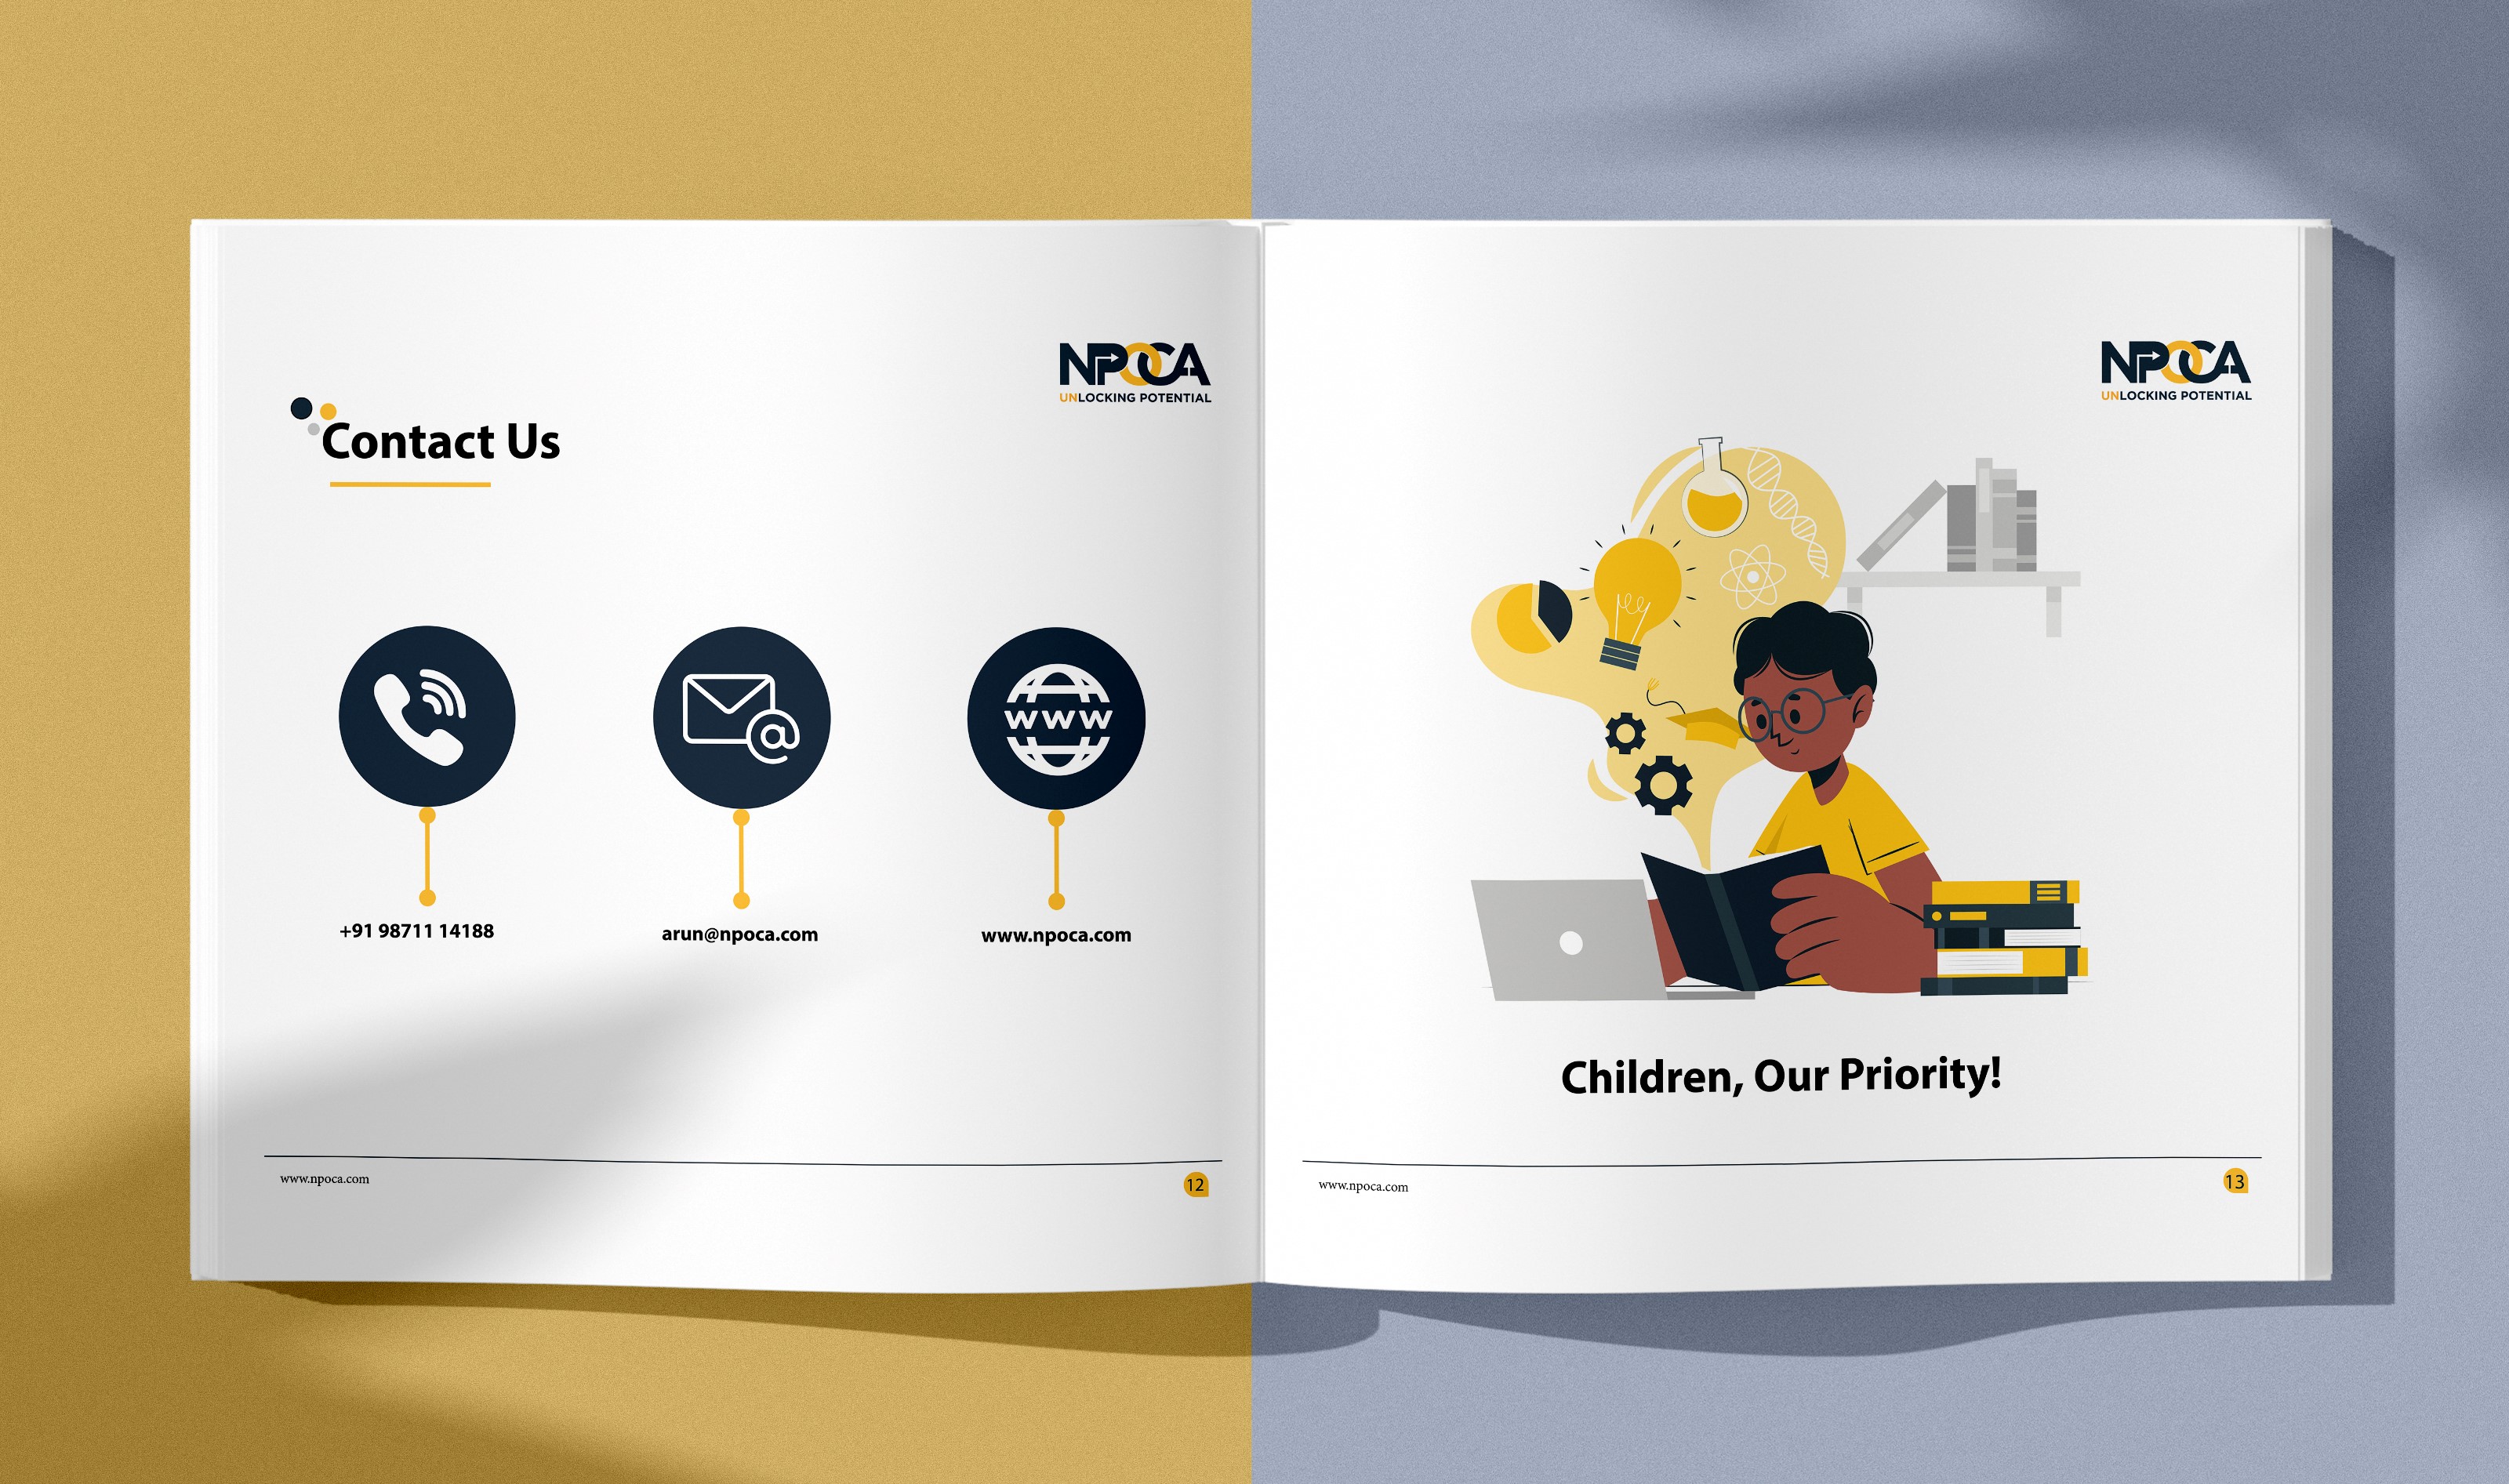 NPOCA
UNLOCKING POTENTIAL
Contact Us
www
+91 98711 14188
arun@npoca.com
www.npoca.com
www.npoca.com
12
NPOCA
UNLOCKING POTENTIAL
Children, Our Priority!
www.npoca.com
13